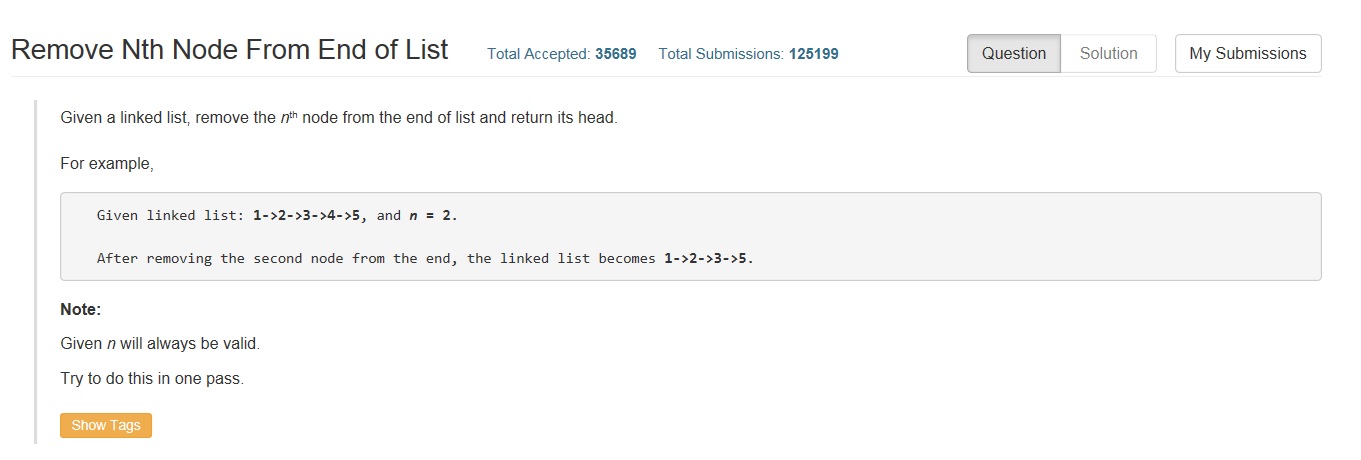 Remove Nth Node From End of List Total Accepted: 35689 Total Submissions: 125199 Question Solution My Submissions
Given a linked list, remove the nth node from the end of list and return its head.
For example,
Given linked list: 1->2->3->4->5, and n = 2.
After removing the second node from the end, the linked list becomes 1->2->3->5.
Note:
Given n will always be valid.
Try to do this in one pass.
Show Tags